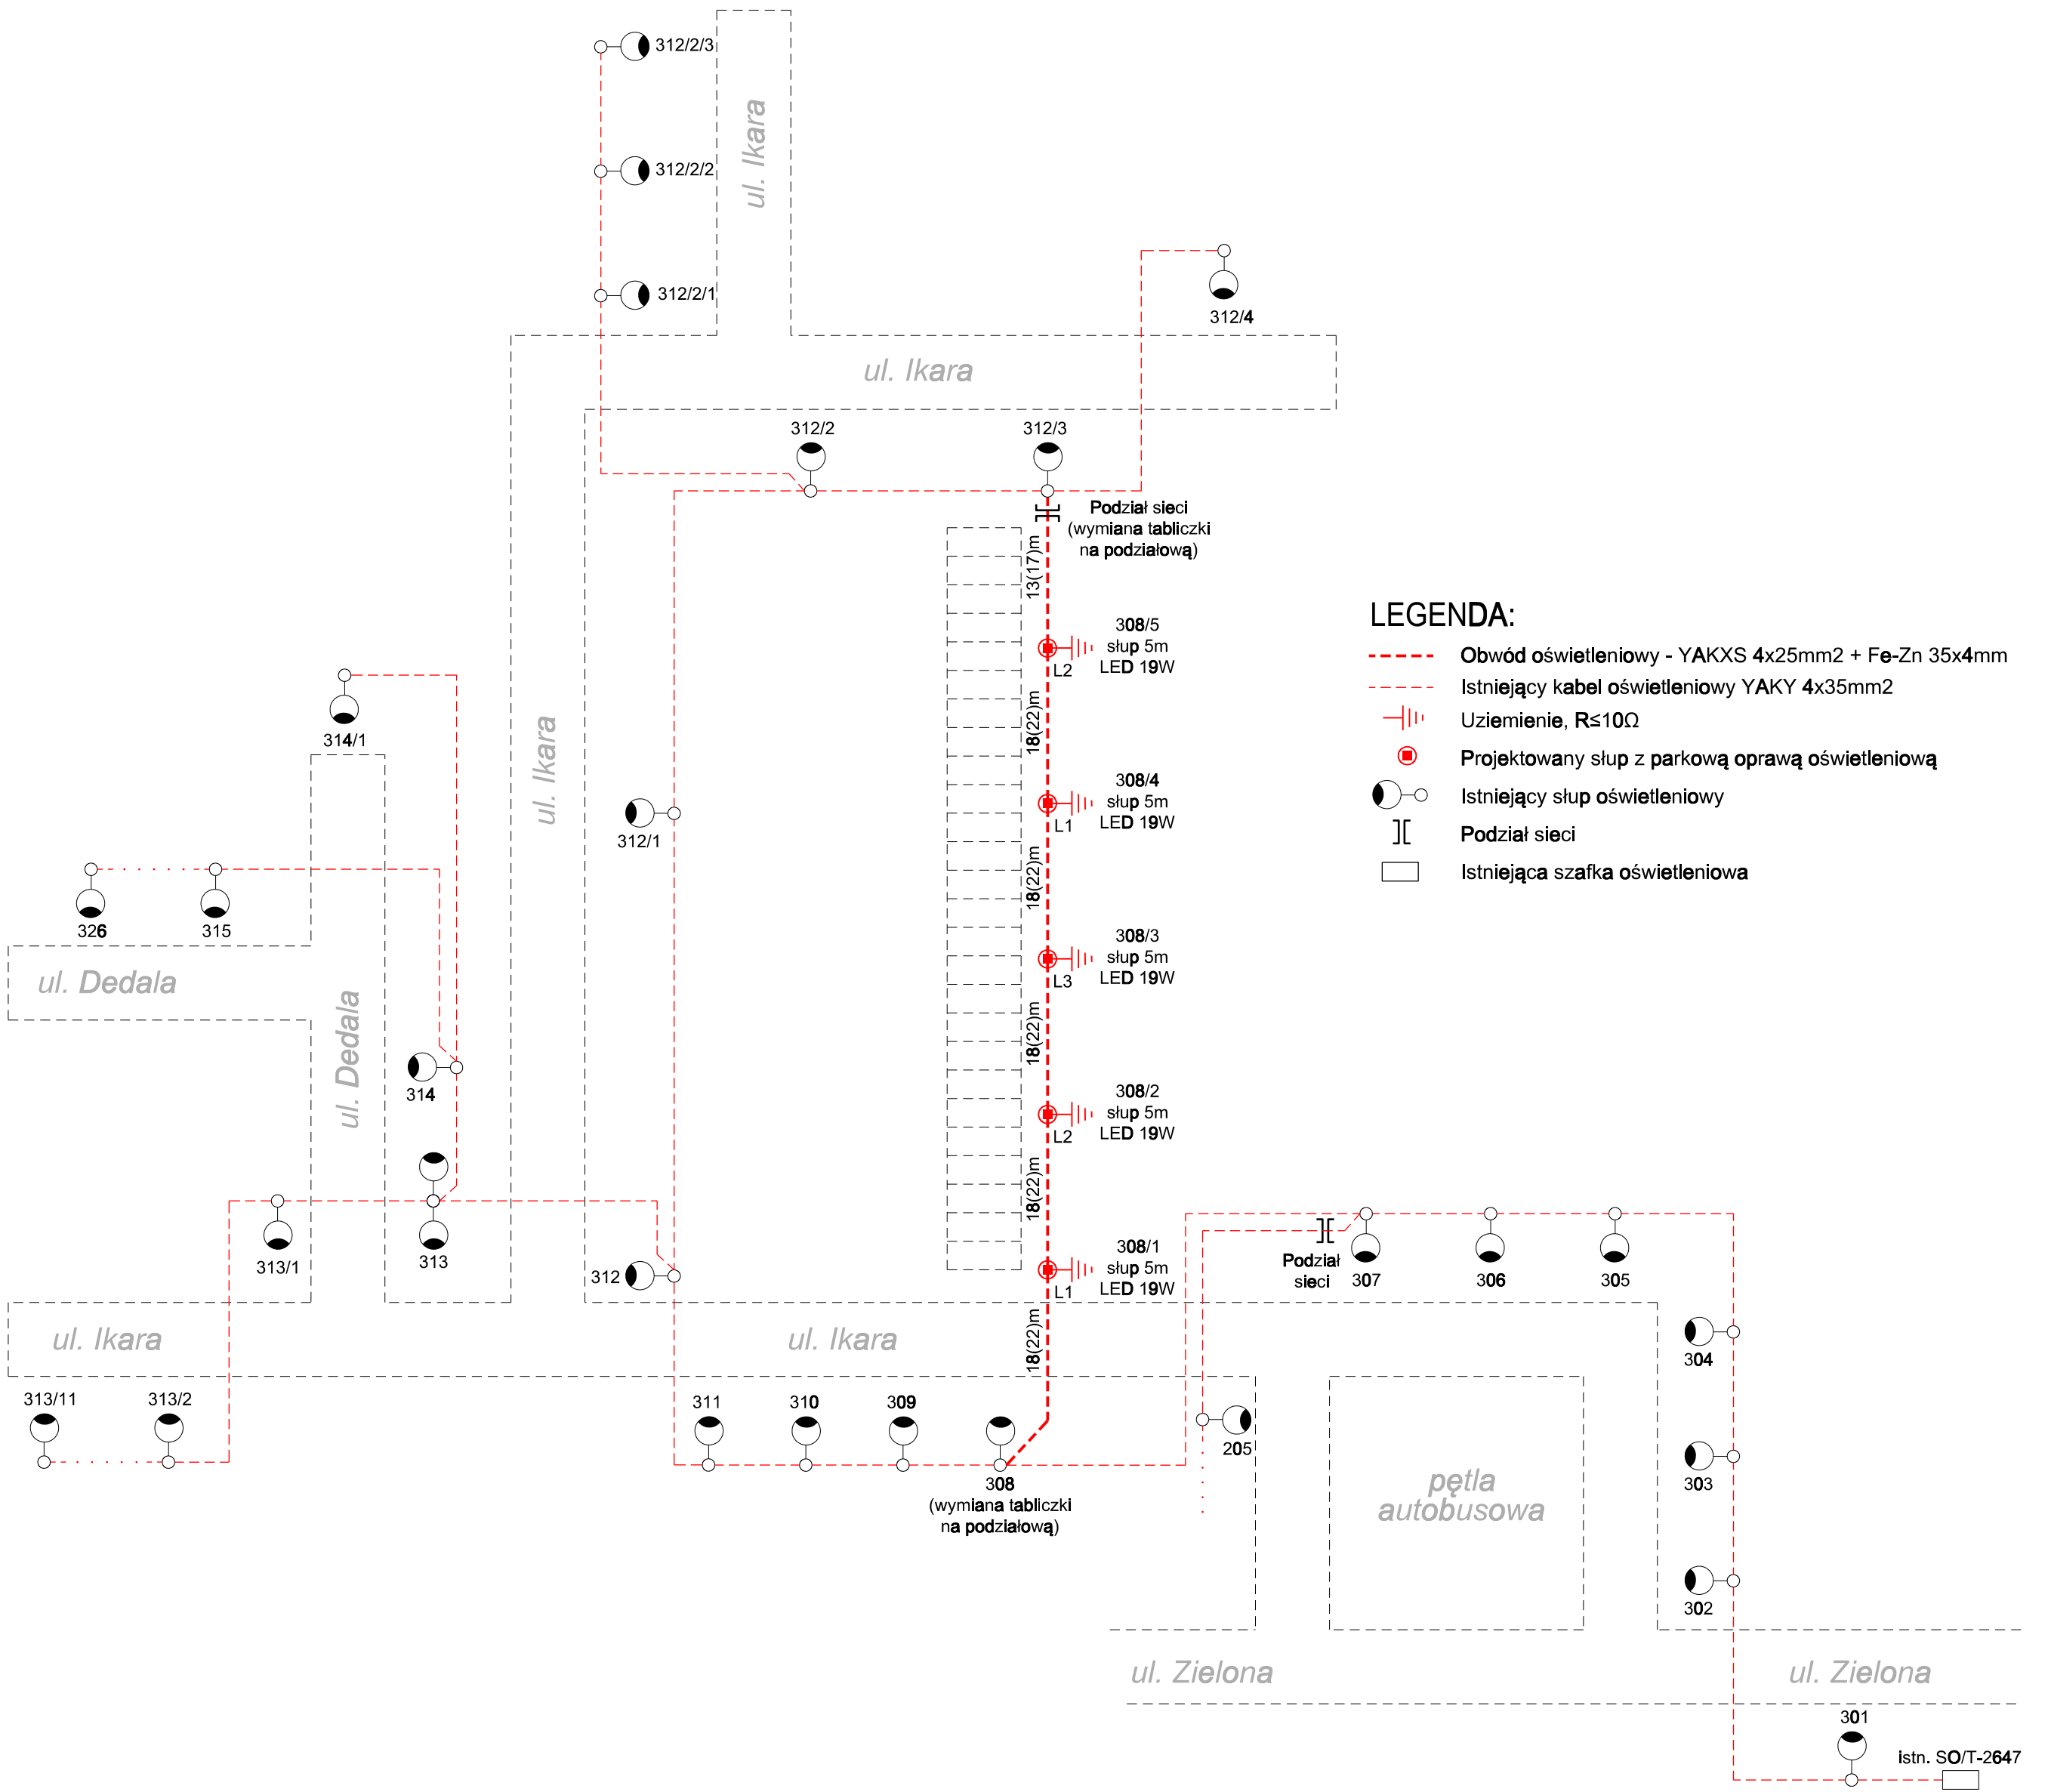 312/2/3
ul. Ikara
312/2/2
312/2/1
312/4
ul. Ikara
312/2
312/3
Podział sieci
(wymiana tabliczki
na podziałową)
13(17)m
308/5
słup 5m
LED 19W
L2
18(22)m
308/4
słup 5m
LED 19W
L1
18(22)m
308/3
słup 5m
LED 19W
L3
18(22)m
308/2
słup 5m
LED 19W
L2
18(22)m
308/1
słup 5m
LED 19W
L1
18(22)m
LEGENDA:
Obwód oświetleniowy - YAKXS 4x25mm2 + Fe-Zn 35x4mm
Istniejący kabel oświetleniowy YAKY 4x35mm2
Uziemienie, R≤10Ω
Projektowany słup z parkową oprawą oświetleniową
Istniejący słup oświetleniowy
Podział sieci
Istniejąca szafka oświetleniowa
314/1
ul. Ikara
312/1
326
315
ul. Dedala
ul. Dedala
314
313/1
313
312
Podział
sieci
307
306
305
ul. Ikara
ul. Ikara
304
313/11
313/2
311
310
309
308
(wymiana tabliczki
na podziałową)
205
pętla
autobusowa
303
302
ul. Zielona
ul. Zielona
301
istn. SO/T-2647